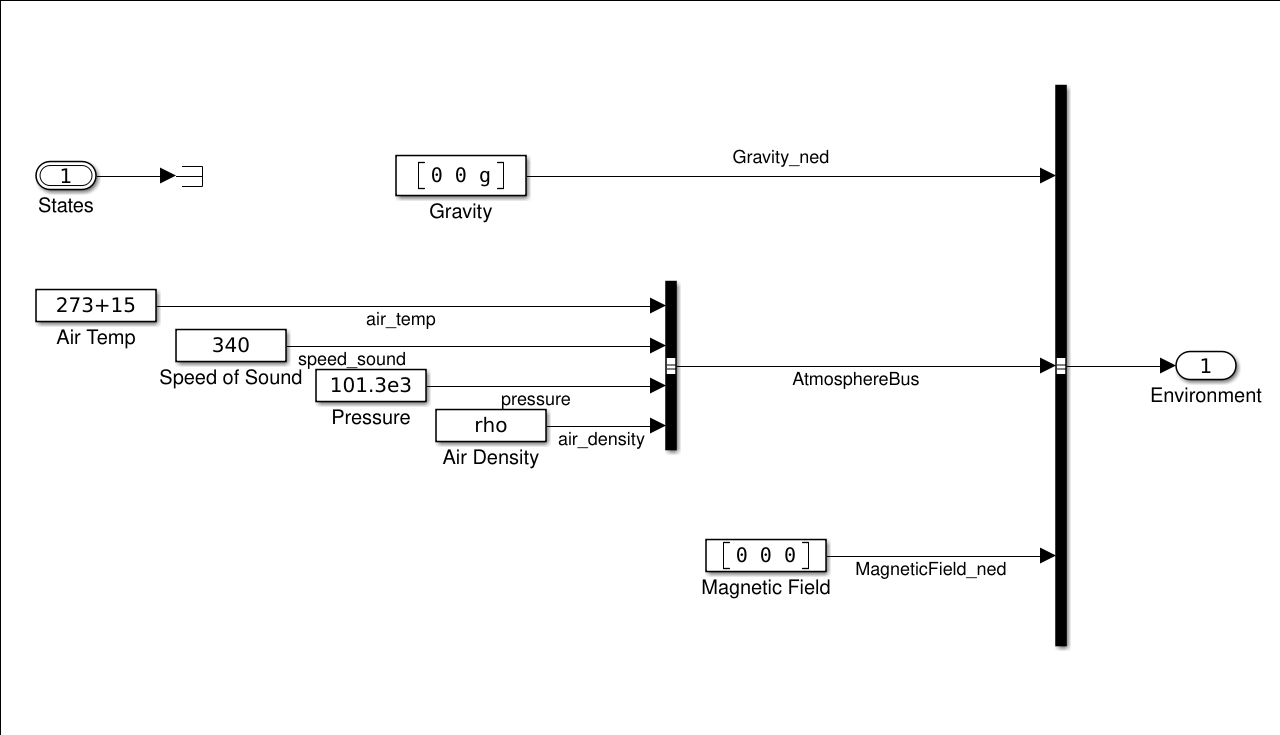 1
States
[0 0 g]
Gravity
Gravity_ned
273+15
Air Temp
air_temp
340
Speed of Sound
speed_sound
101.3e3
Pressure
pressure
rho
Air Density
air_density
AtmosphereBus
1
Environment
[0 0 0]
Magnetic Field
MagneticField_ned